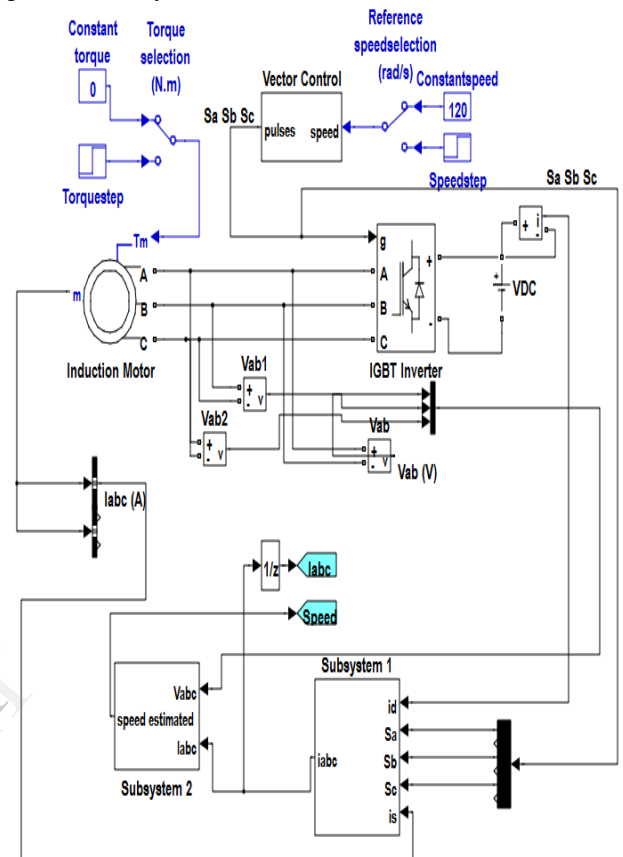 Constant
torque
0
Torque
selection
(N.m)
Torquestep
Reference
speedselection
(rad/s)
Constantspeed
120
Speedstep
Vector Control
pulses
speed
Sa Sb Sc
Sa Sb Sc
Tm
m
A
B
C
Induction Motor
g
A
B
C
+
-
IGBT Inverter
+
i
-
+
VDC
Vab1
+
-
v
Vab2
+
-
v
Vab
+
-
v
Vab (V)
Iabc (A)
1/z
Iabc
Speed
Subsystem 1
id
Sa
Sb
Sc
is
iabc
Vabc
speed estimated
Iabc
Subsystem 2